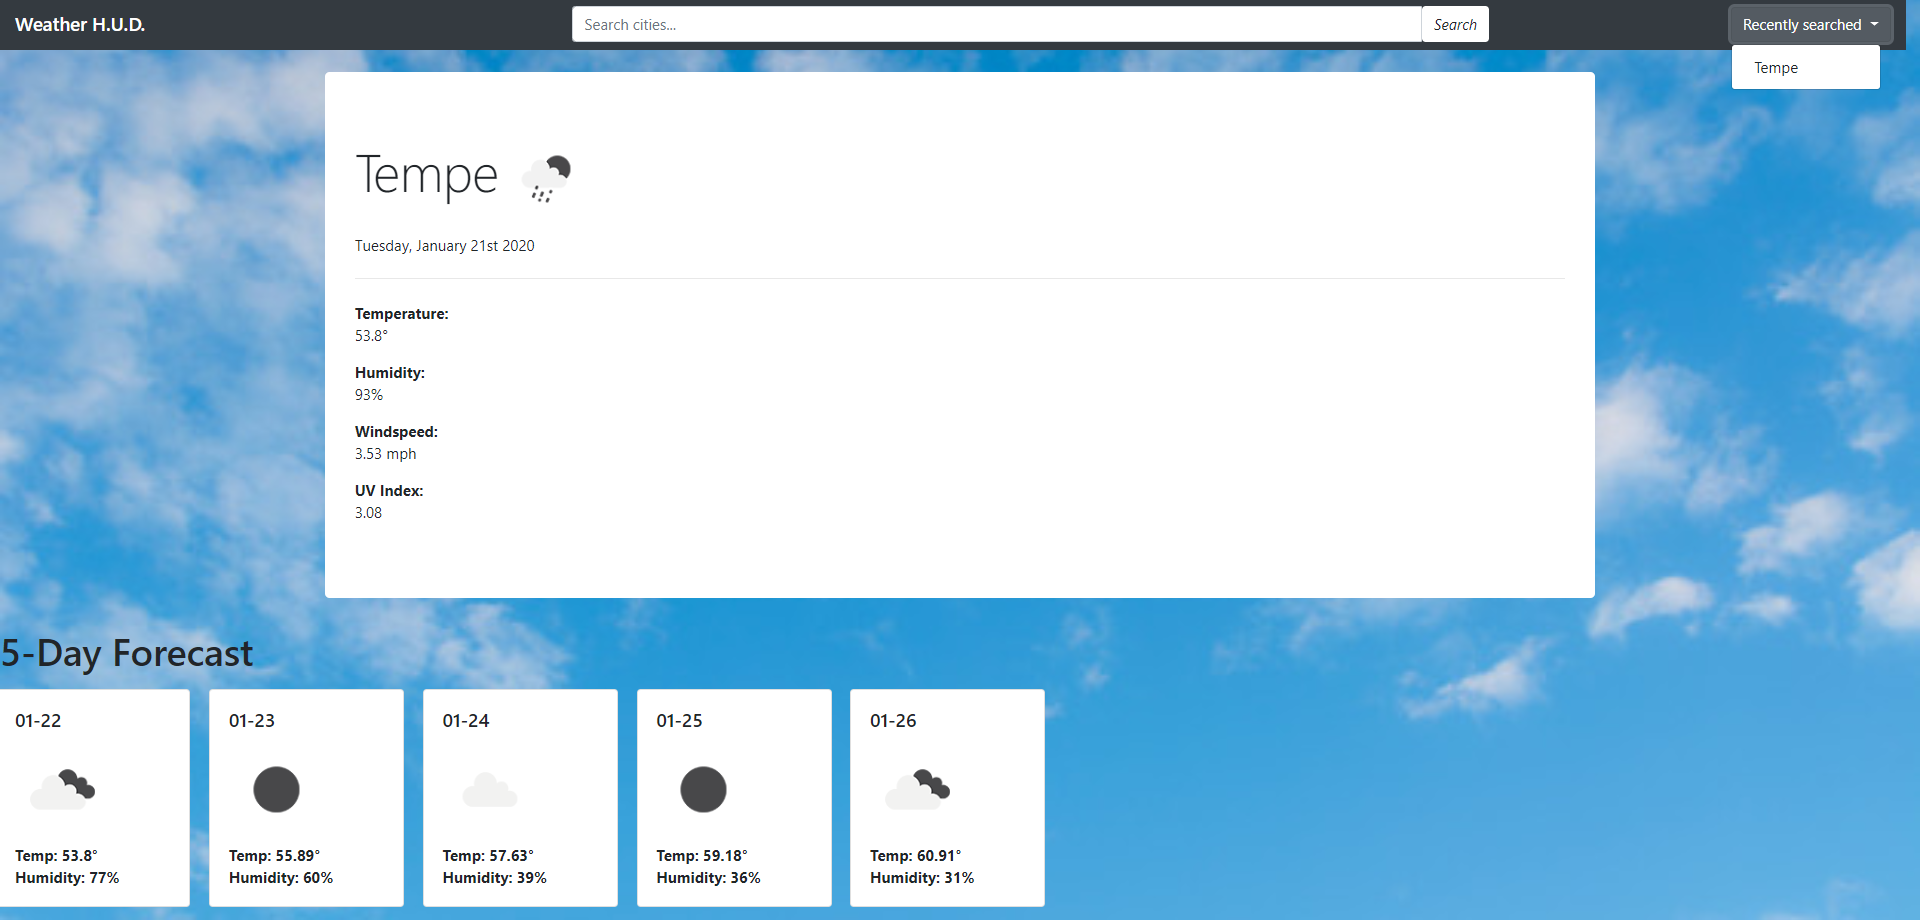 Weather H.U.D.
Search cities...
Search
Recently searched
Tempe
Tempe
Tuesday, January 21st 2020
Temperature:
53.8°
Humidity:
93%
Windspeed:
3.53 mph
UV Index:
3.08
5-Day Forecast
01-22
Temp: 53.8°
Humidity: 77%
01-23
Temp: 55.89°
Humidity: 60%
01-24
Temp: 57.63°
Humidity: 39%
01-25
Temp: 59.18°
Humidity: 36%
01-26
Temp: 60.91°
Humidity: 31%